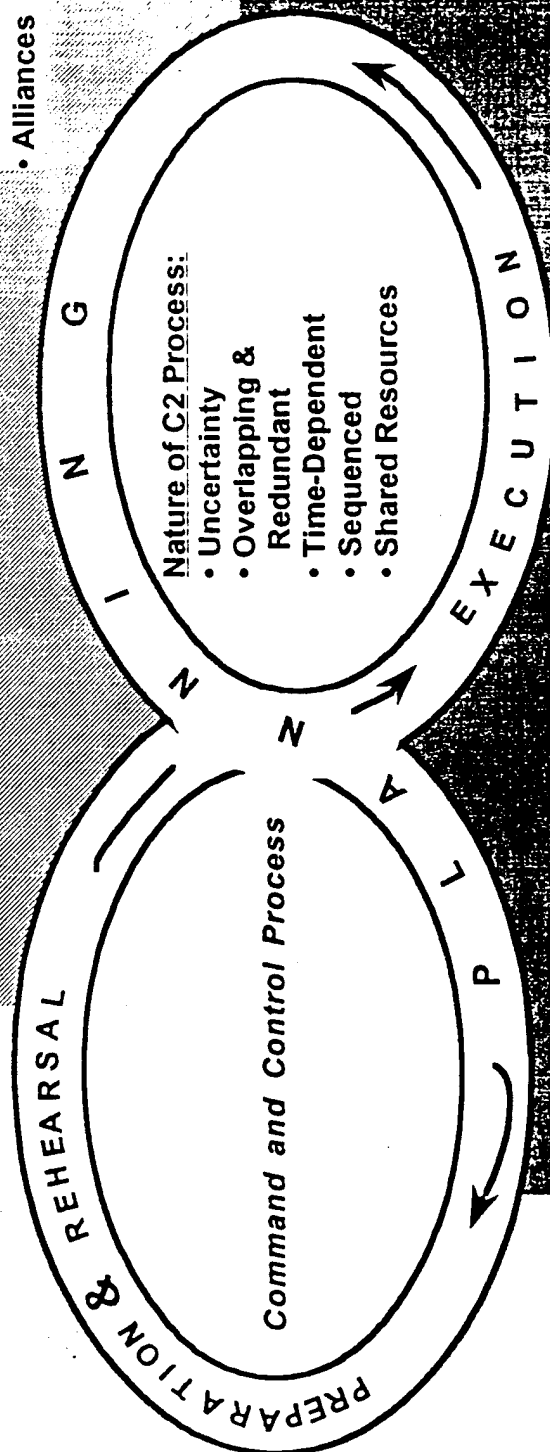 • Alliances
PREPARATION & REHEARSAL
PLANNING
EXECUTION
Command and Control Process
Nature of C2 Process:
• Uncertainty
• Overlapping &
Redundant
• Time-Dependent
• Sequenced
• Shared Resources